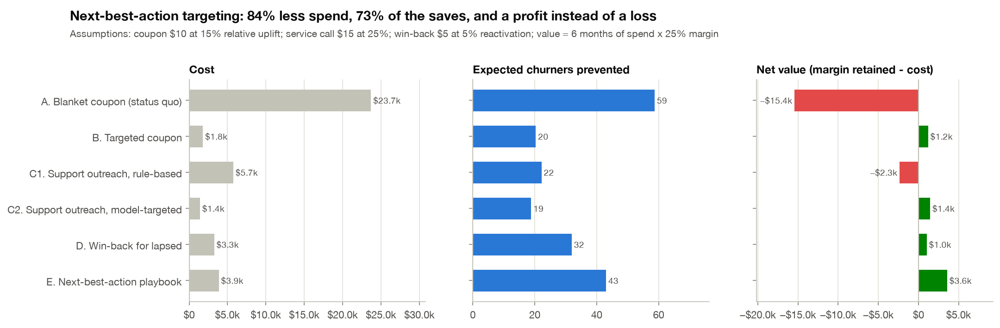 Next-best-action targeting: 84% less spend, 73% of the saves, and a profit instead of a loss
Assumptions: coupon $10 at 15% relative uplift; service call $15 at 25%; win-back $5 at 5% reactivation; value = 6 months of spend x 25% margin
Cost
A. Blanket coupon (status quo)
B. Targeted coupon
C1. Support outreach, rule-based
C2. Support outreach, model-targeted
D. Win-back for lapsed
E. Next-best-action playbook
$23.7k
$1.8k
$5.7k
$1.4k
$3.3k
$3.9k
$0 $5.0k $10.0k $15.0k $20.0k $25.0k $30.0k
Expected churners prevented
59
20
22
19
32
43
0 20 40 60
Net value (margin retained - cost)
−$15.4k
$1.2k
−$2.3k
$1.4k
$1.0k
$3.6k
−$20.0k −$15.0k −$10.0k −$5.0k $0 $5.0k